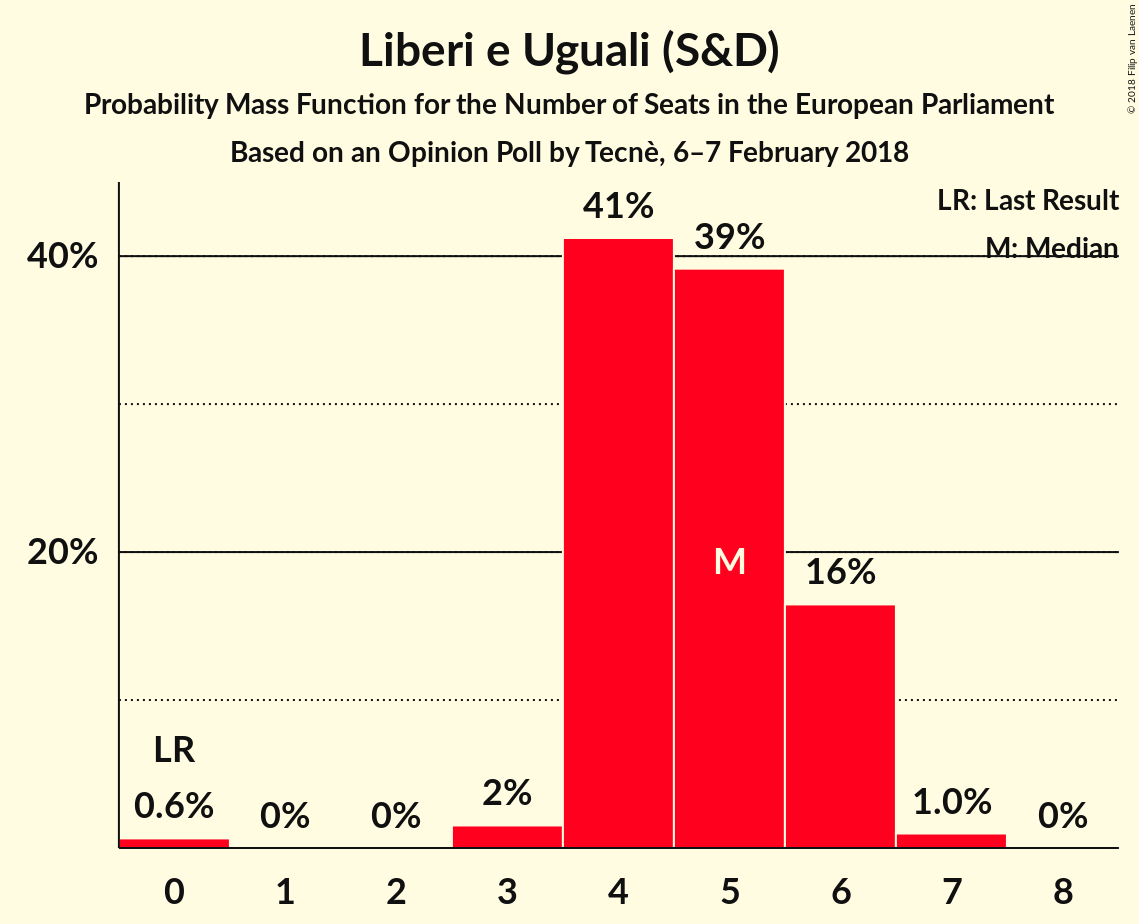 Liberi e Uguali (S&D)
Probability Mass Function for the Number of Seats in the European Parliament
Based on an Opinion Poll by Tecnè, 6–7 February 2018
© 2018 Filip van Laenen
LR: Last Result
M: Median
41%
39%
40%
20%
M
16%
LR
0.6%
0%
0%
2%
1.0%
0%
0 1 2 3 4 5 6 7 8